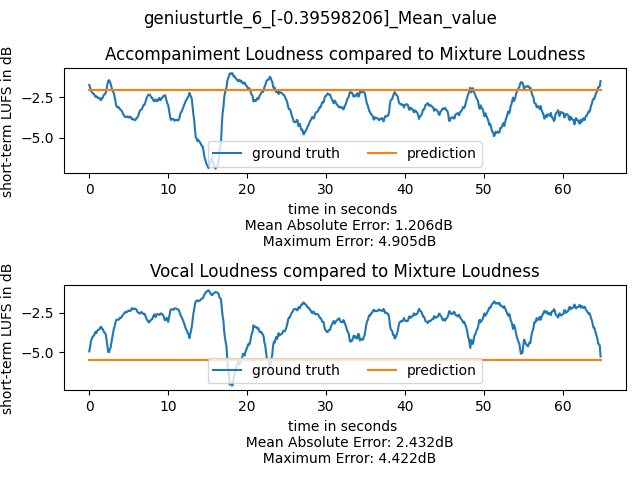 geniusturtle_6_[-0.39598206]_Mean_value
Accompaniment Loudness compared to Mixture Loudness
short-term LUFS in dB
−2.5
−5.0
ground truth
prediction
0
10
20
30
40
50
60
time in seconds
Mean Absolute Error: 1.206dB
Maximum Error: 4.905dB
Vocal Loudness compared to Mixture Loudness
short-term LUFS in dB
−2.5
−5.0
ground truth
prediction
0
10
20
30
40
50
60
time in seconds
Mean Absolute Error: 2.432dB
Maximum Error: 4.422dB